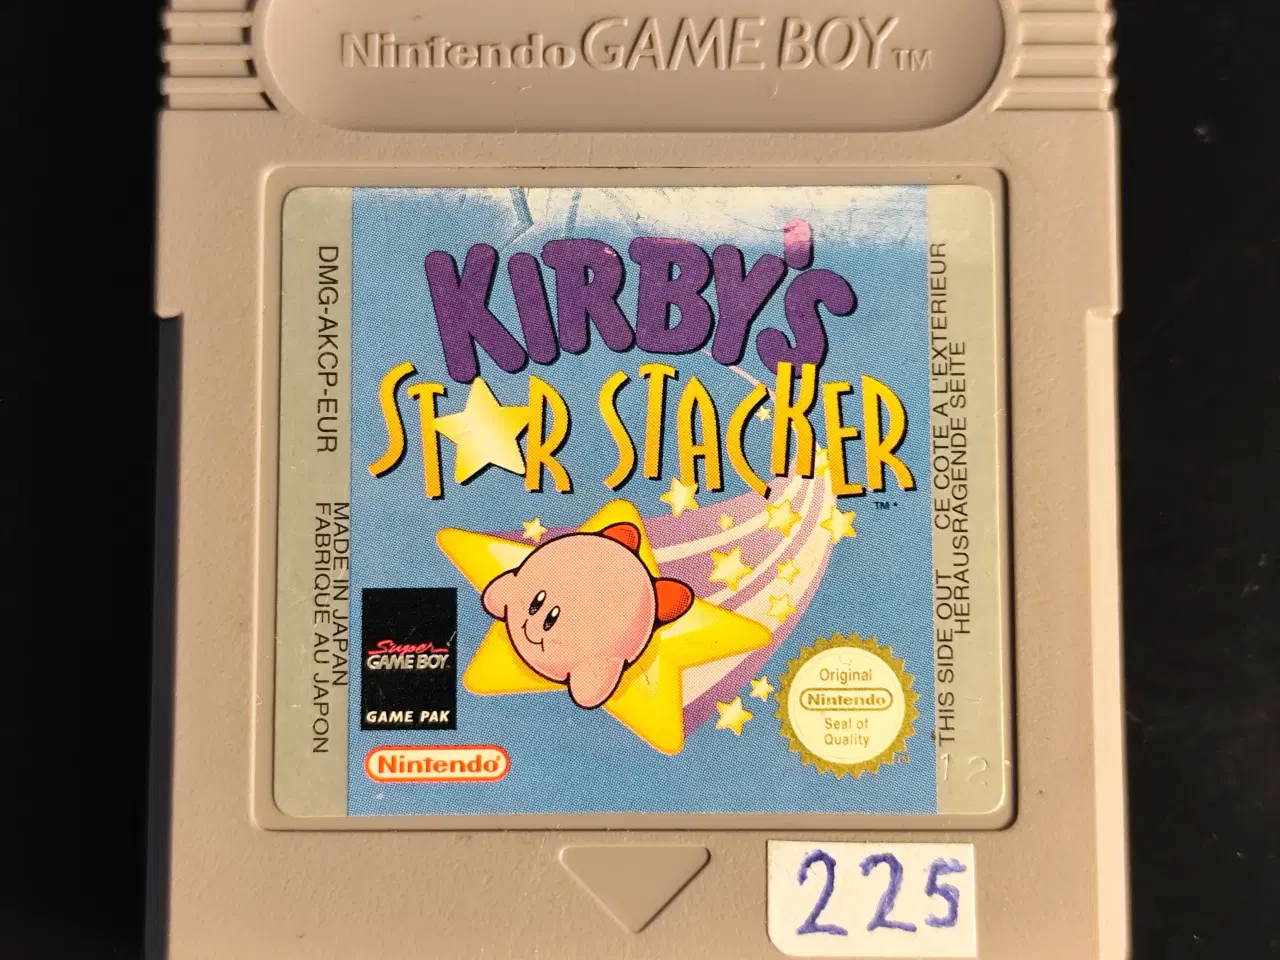 Nintendo GAME BOY™
KIRBY'S
STAR STACKER
TM*
DMG-AKCP-EUR
MADE IN JAPAN
FABRIQUE AU JAPON
Super
GAME BOY
GAME PAK
Nintendo®
Original
Nintendo
Seal of
Quality
TM
THIS SIDE OUT CE COTE A L'EXTERIEUR
HERAUSRAGENDE SEITE
12
225